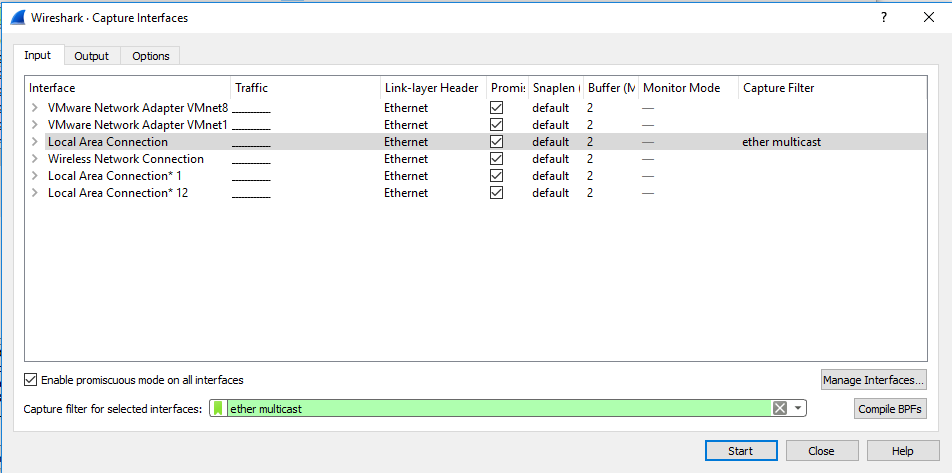 Wireshark · Capture Interfaces
?
Input Output Options
Interface Traffic Link-layer Header Promis Snaplen ( Buffer (M Monitor Mode Capture Filter
VMware Network Adapter VMnet8 Ethernet default 2 —
VMware Network Adapter VMnet1 Ethernet default 2 —
Local Area Connection Ethernet default 2 — ether multicast
Wireless Network Connection Ethernet default 2 —
Local Area Connection* 1 Ethernet default 2 —
Local Area Connection* 12 Ethernet default 2 —
Enable promiscuous mode on all interfaces Manage Interfaces...
Capture filter for selected interfaces: ether multicast Compile BPFs
Start Close Help